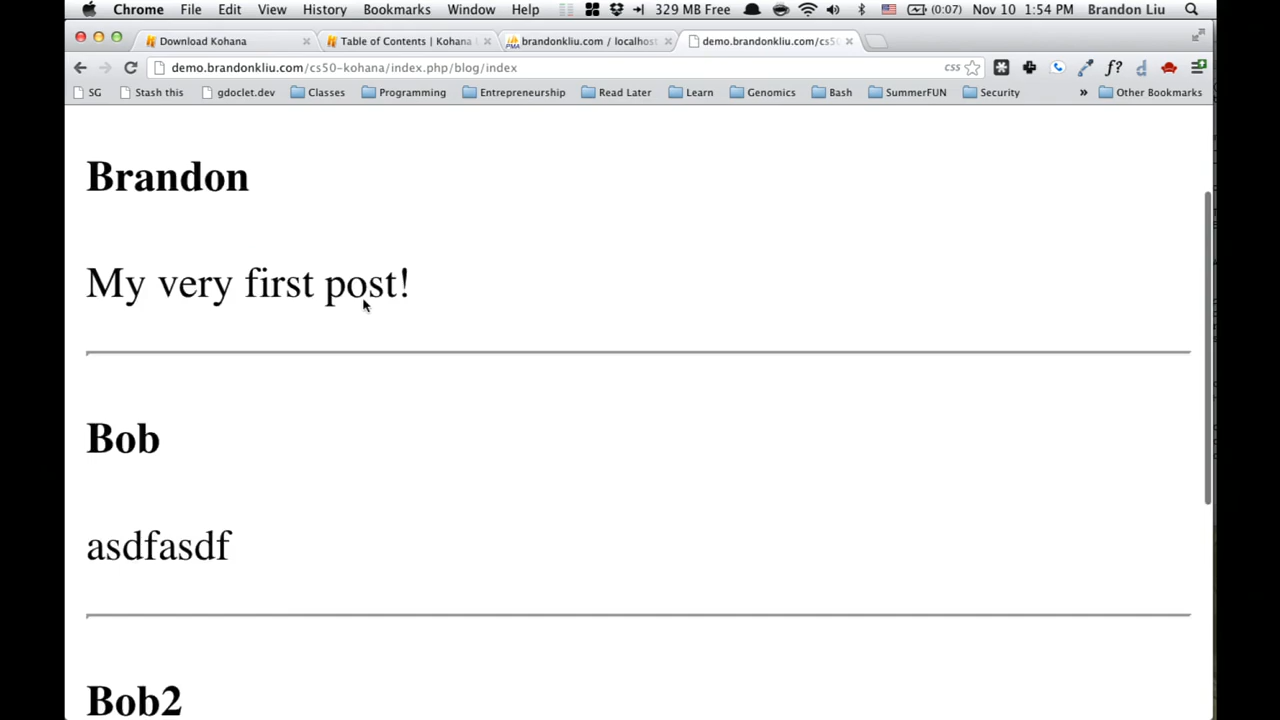 Chrome File Edit View History Bookmarks Window Help 329 MB Free (0:07) Nov 10 1:54 PM Brandon Liu
Download Kohana Table of Contents | Kohana brandonkliu.com / localhost demo.brandonkliu.com/cs50
demo.brandonkliu.com/cs50-kohana/index.php/blog/index css f?
SG Stash this gdoclet.dev Classes Programming Entrepreneurship Read Later Learn Genomics Bash SummerFUN Security » Other Bookmarks
Brandon
My very first post!
Bob
asdfasdf
Bob2